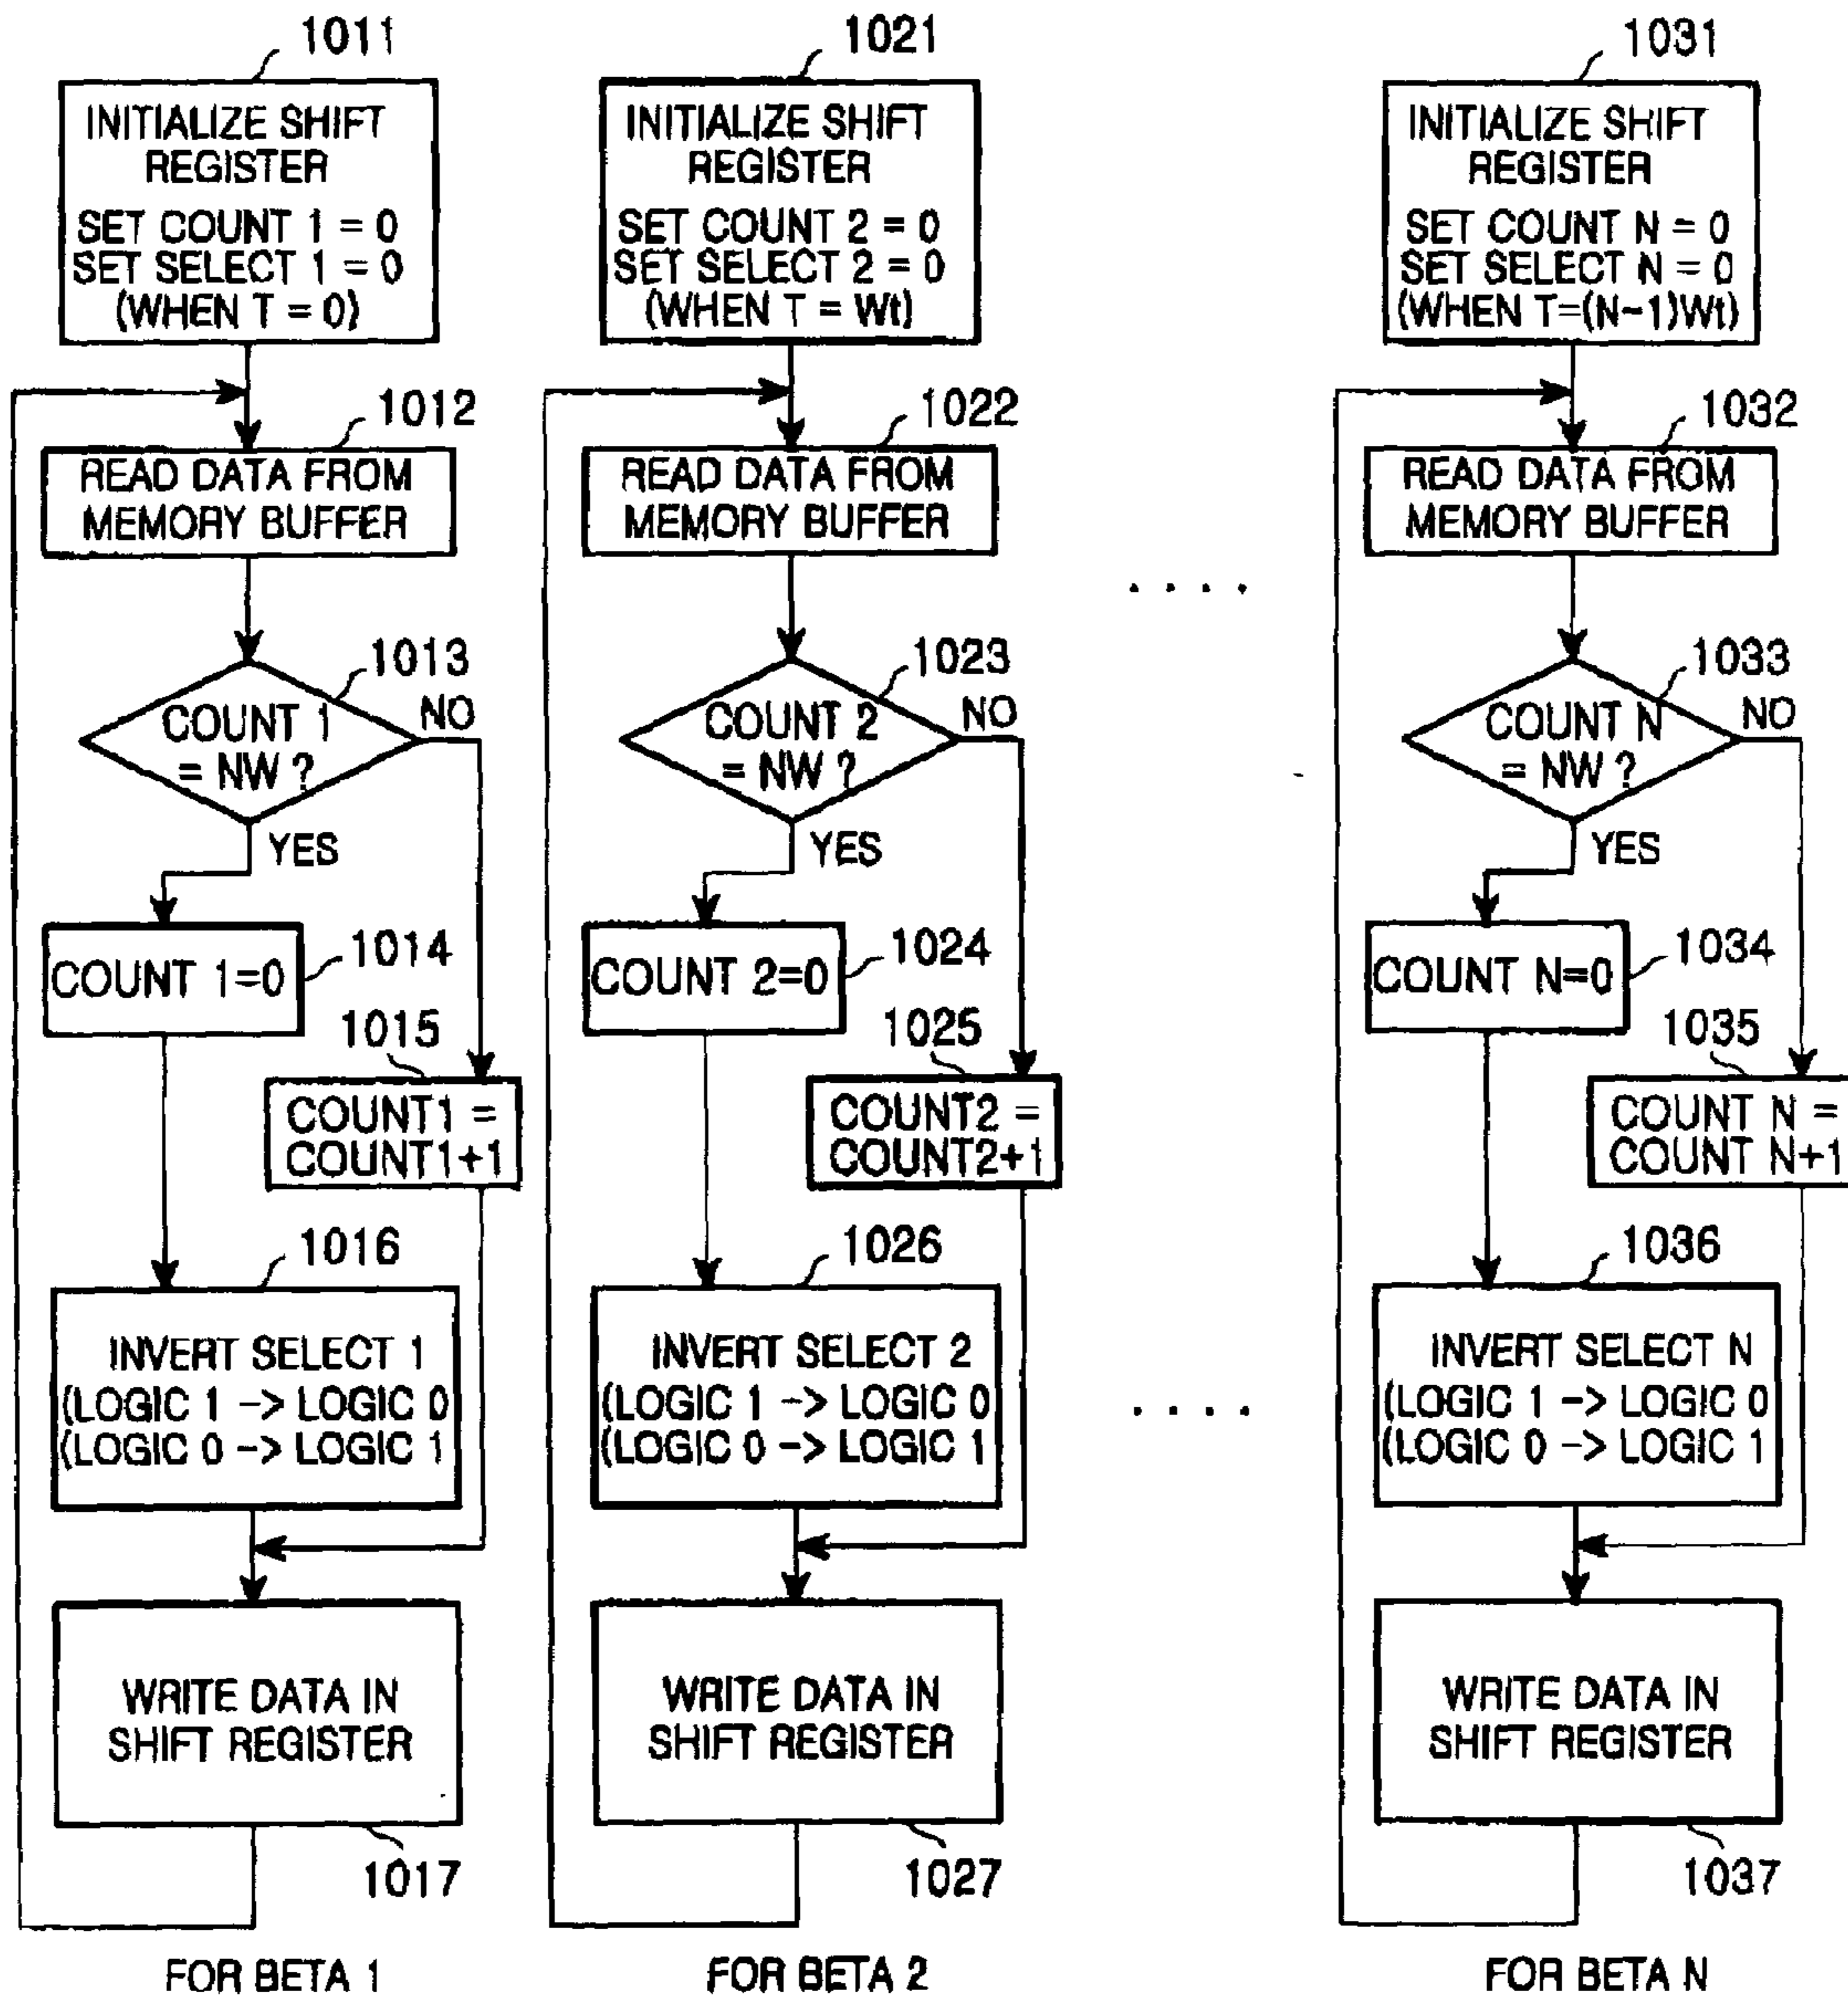 1011
INITIALIZE SHIFT
REGISTER
SET COUNT 1 = 0
SET SELECT 1 = 0
(WHEN T = 0)
1012
READ DATA FROM
MEMORY BUFFER
1013
COUNT 1
= NW ?
NO
YES
1014
COUNT 1=0
1015
COUNT1 =
COUNT1+1
1016
INVERT SELECT 1
(LOGIC 1 -> LOGIC 0
(LOGIC 0 -> LOGIC 1
WRITE DATA IN
SHIFT REGISTER
1017
FOR BETA 1
1021
INITIALIZE SHIFT
REGISTER
SET COUNT 2 = 0
SET SELECT 2 = 0
(WHEN T = Wt)
1022
READ DATA FROM
MEMORY BUFFER
1023
COUNT 2
= NW ?
NO
YES
1024
COUNT 2=0
1025
COUNT2 =
COUNT2+1
1026
INVERT SELECT 2
(LOGIC 1 -> LOGIC 0
(LOGIC 0 -> LOGIC 1
WRITE DATA IN
SHIFT REGISTER
1027
FOR BETA 2
. . . .
. . . .
1031
INITIALIZE SHIFT
REGISTER
SET COUNT N = 0
SET SELECT N = 0
(WHEN T=(N-1)Wt)
1032
READ DATA FROM
MEMORY BUFFER
1033
COUNT N
= NW ?
NO
YES
1034
COUNT N=0
1035
COUNT N =
COUNT N+1
1036
INVERT SELECT N
(LOGIC 1 -> LOGIC 0
(LOGIC 0 -> LOGIC 1
WRITE DATA IN
SHIFT REGISTER
1037
FOR BETA N